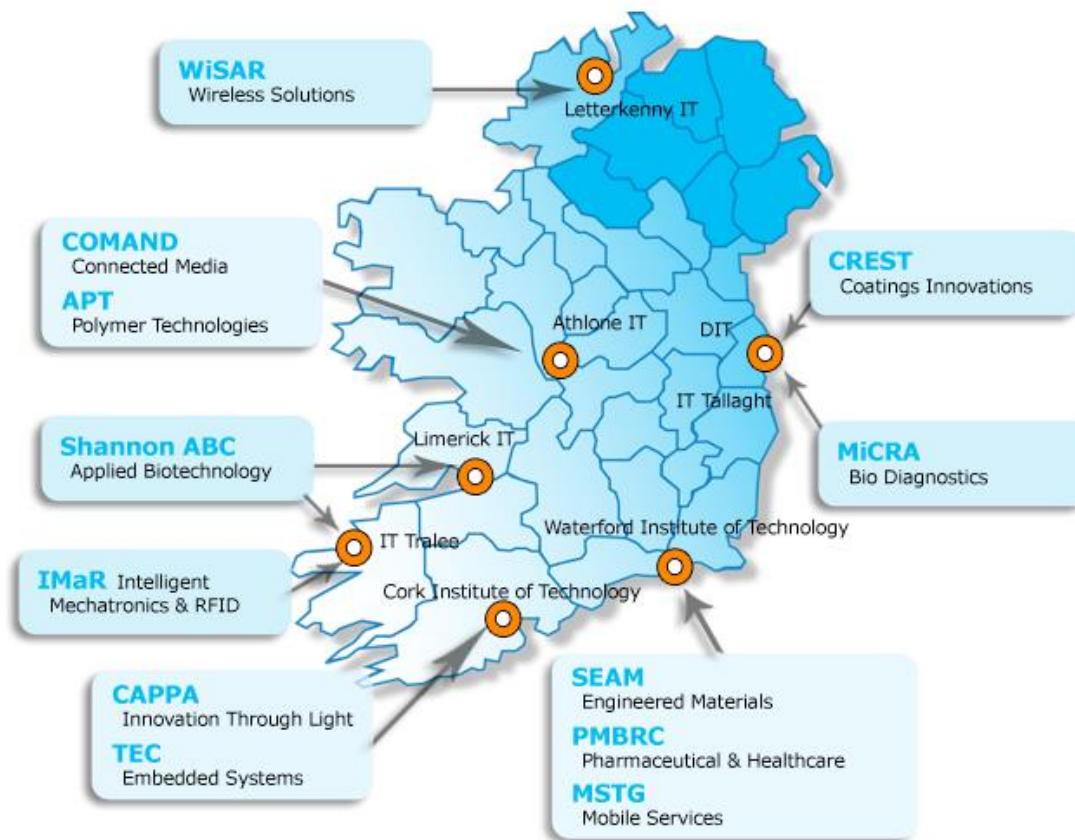 WiSAR
Wireless Solutions
Letterkenny IT
COMAND
Connected Media
APT
Polymer Technologies
CREST
Coatings Innovations
Athlone IT
DIT
IT Tallaght
Limerick IT
Shannon ABC
Applied Biotechnology
MiCRA
Bio Diagnostics
Waterford Institute of Technology
IT Tralee
IMaR Intelligent
Mechatronics & RFID
Cork Institute of Technology
CAPPA
Innovation Through Light
TEC
Embedded Systems
SEAM
Engineered Materials
PMBRC
Pharmaceutical & Healthcare
MSTG
Mobile Services